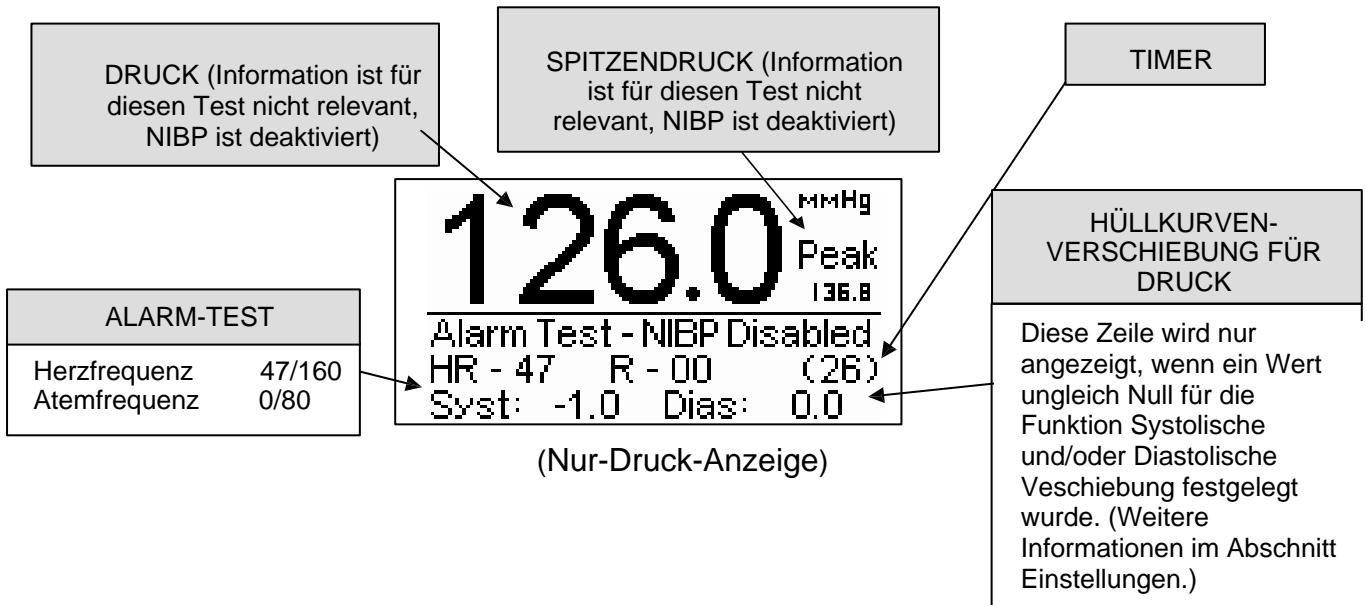 DRUCK (Information ist für
diesen Test nicht relevant,
NIBP ist deaktiviert)
SPITZENDRUCK (Information
ist für diesen Test nicht
relevant, NIBP ist deaktiviert)
TIMER
HÜLLKURVEN-
VERSCHIEBUNG FÜR
DRUCK
Diese Zeile wird nur
angezeigt, wenn ein Wert
ungleich Null für die
Funktion Systolische
und/oder Diastolische
Veschiebung festgelegt
wurde. (Weitere
Informationen im Abschnitt
Einstellungen.)
ALARM-TEST
Herzfrequenz 47/160
Atemfrequenz 0/80
126.0 MMHg
Peak
136.8
Alarm Test - NIBP Disabled
HR - 47 R - 00 (26)
Syst: -1.0 Dias: 0.0
(Nur-Druck-Anzeige)